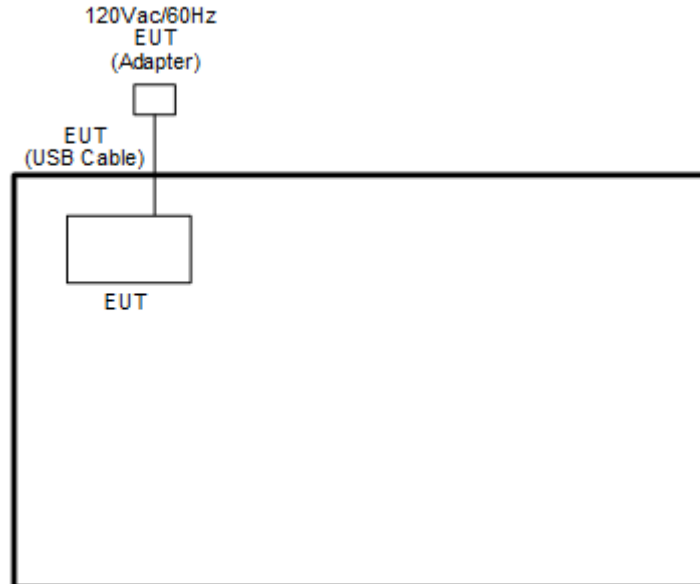 120Vac/60Hz
EUT
(Adapter)
EUT
(USB Cable)
EUT